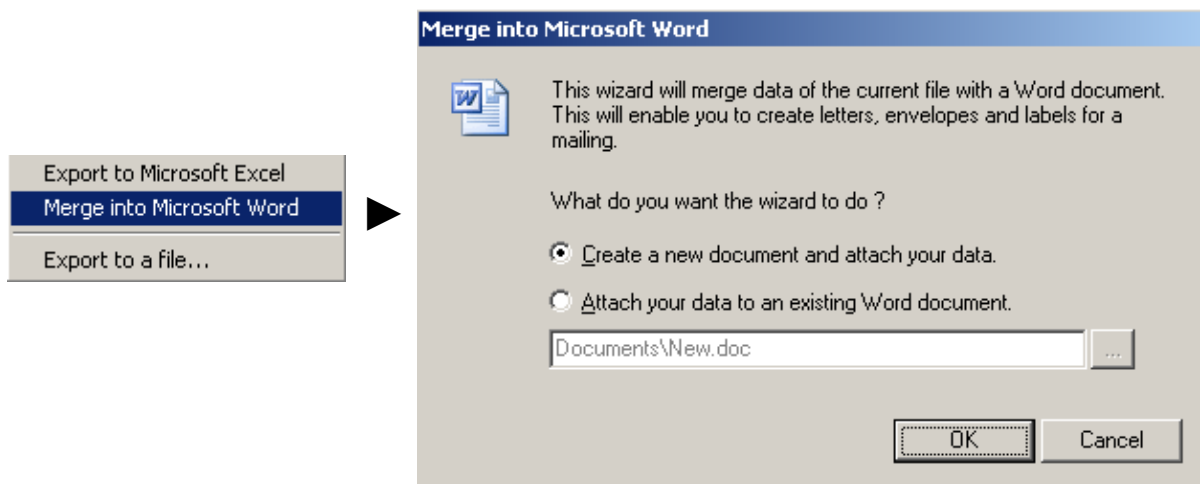 Export to Microsoft Excel
Merge into Microsoft Word
Export to a file...
Merge into Microsoft Word
W
This wizard will merge data of the current file with a Word document.
This will enable you to create letters, envelopes and labels for a
mailing.
What do you want the wizard to do ?
Create a new document and attach your data.
Attach your data to an existing Word document.
Documents\New.doc
...
OK
Cancel